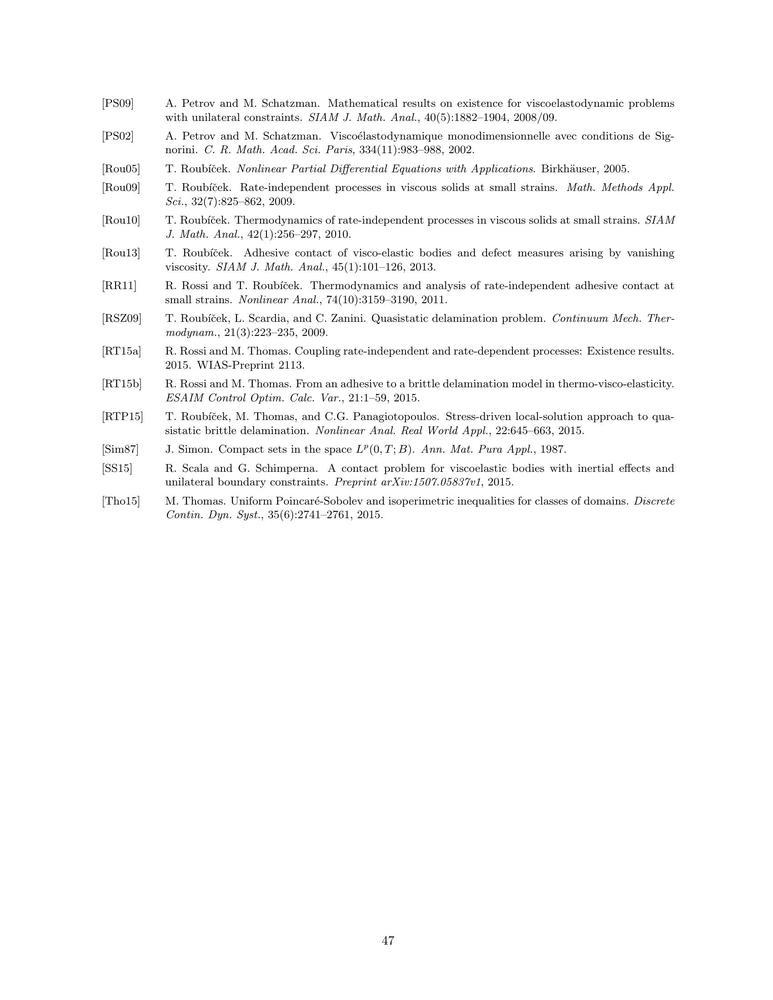 [PS09] A. Petrov and M. Schatzman. Mathematical results on existence for viscoelastodynamic problems
with unilateral constraints. SIAM J. Math. Anal., 40(5):1882–1904, 2008/09.
[PS02] A. Petrov and M. Schatzman. Viscoélastodynamique monodimensionnelle avec conditions de Sig-
norini. C. R. Math. Acad. Sci. Paris, 334(11):983–988, 2002.
[Rou05] T. Roubíček. Nonlinear Partial Differential Equations with Applications. Birkhäuser, 2005.
[Rou09] T. Roubíček. Rate-independent processes in viscous solids at small strains. Math. Methods Appl.
Sci., 32(7):825–862, 2009.
[Rou10] T. Roubíček. Thermodynamics of rate-independent processes in viscous solids at small strains. SIAM
J. Math. Anal., 42(1):256–297, 2010.
[Rou13] T. Roubíček. Adhesive contact of visco-elastic bodies and defect measures arising by vanishing
viscosity. SIAM J. Math. Anal., 45(1):101–126, 2013.
[RR11] R. Rossi and T. Roubíček. Thermodynamics and analysis of rate-independent adhesive contact at
small strains. Nonlinear Anal., 74(10):3159–3190, 2011.
[RSZ09] T. Roubíček, L. Scardia, and C. Zanini. Quasistatic delamination problem. Continuum Mech. Ther-
modynam., 21(3):223–235, 2009.
[RT15a] R. Rossi and M. Thomas. Coupling rate-independent and rate-dependent processes: Existence results.
2015. WIAS-Preprint 2113.
[RT15b] R. Rossi and M. Thomas. From an adhesive to a brittle delamination model in thermo-visco-elasticity.
ESAIM Control Optim. Calc. Var., 21:1–59, 2015.
[RTP15] T. Roubíček, M. Thomas, and C.G. Panagiotopoulos. Stress-driven local-solution approach to qua-
sistatic brittle delamination. Nonlinear Anal. Real World Appl., 22:645–663, 2015.
[Sim87] J. Simon. Compact sets in the space Lᵖ(0, T; B). Ann. Mat. Pura Appl., 1987.
[SS15] R. Scala and G. Schimperna. A contact problem for viscoelastic bodies with inertial effects and
unilateral boundary constraints. Preprint arXiv:1507.05837v1, 2015.
[Tho15] M. Thomas. Uniform Poincaré-Sobolev and isoperimetric inequalities for classes of domains. Discrete
Contin. Dyn. Syst., 35(6):2741–2761, 2015.
47